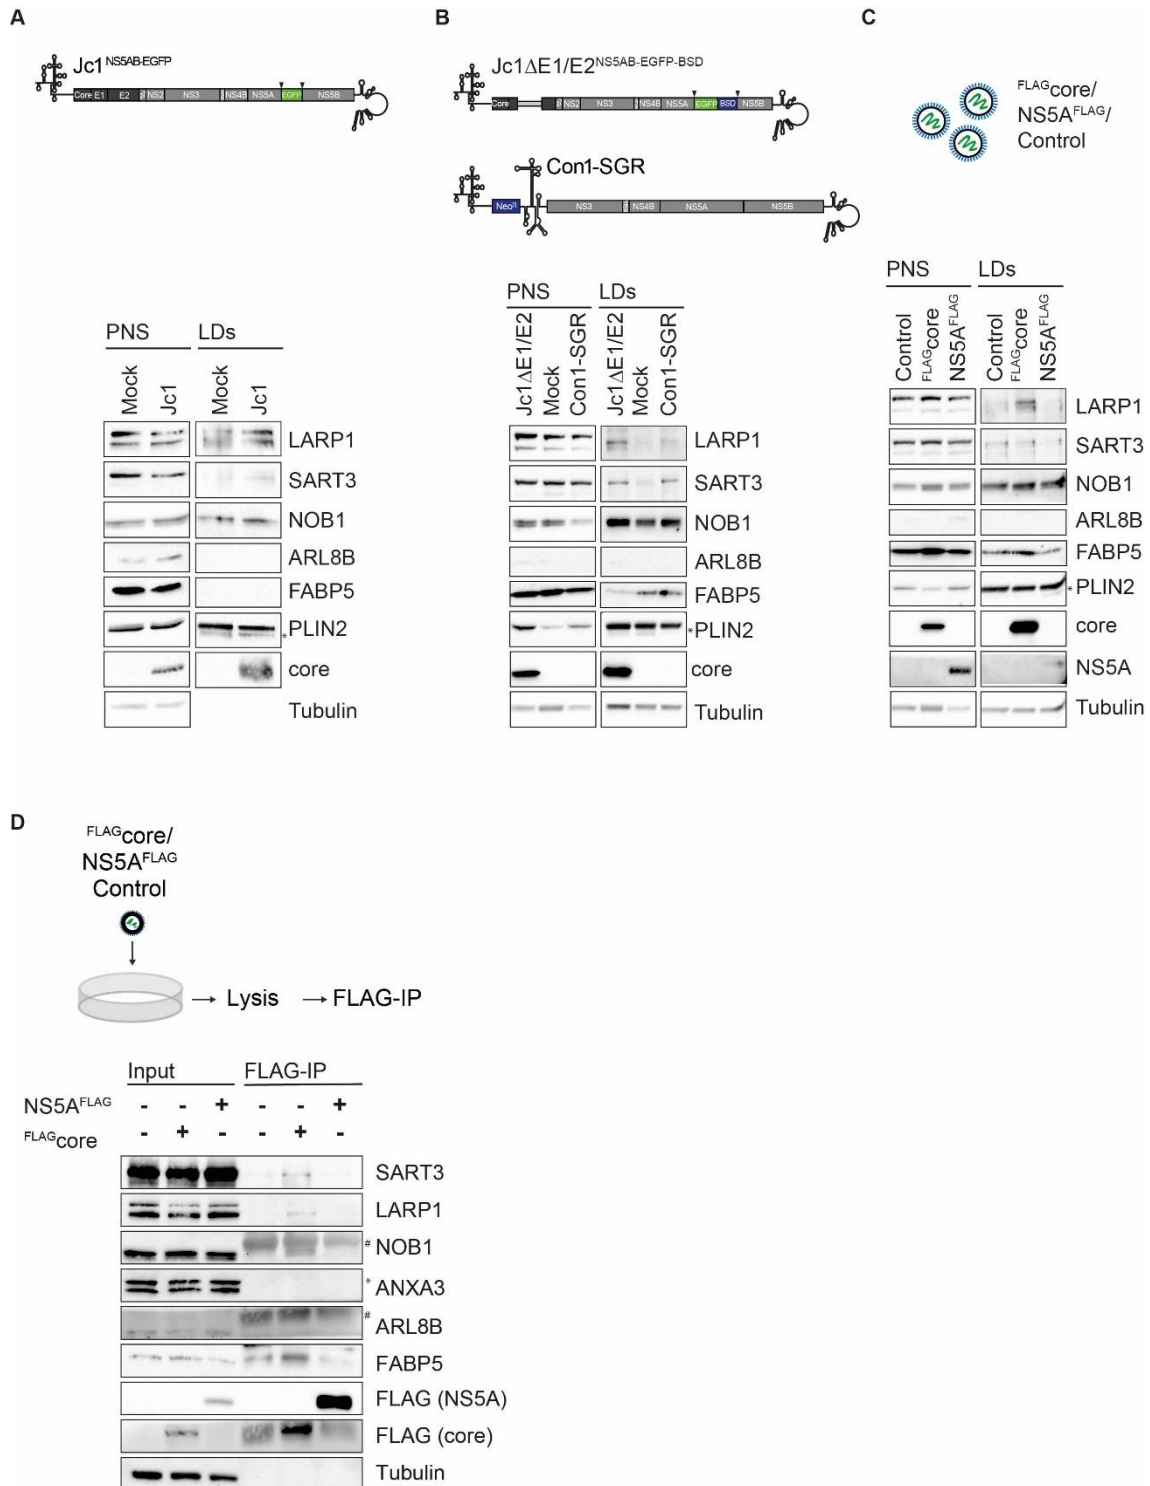 A
Jc1NS5AB-EGFP
Core E1 E2 p7 NS2 NS3 NS4B NS5A EGFP NS5B
PNS LDs
Mock Jc1 Mock Jc1
LARP1
SART3
NOB1
ARL8B
FABP5
* PLIN2
core
Tubulin
B
Jc1ΔE1/E2NS5AB-EGFP-BSD
Core p7 NS2 NS3 NS4B NS5A EGFP BSD NS5B
Con1-SGR
NeoR NS3 NS4B NS5A NS5B
PNS LDs
Jc1ΔE1/E2 Mock Con1-SGR Jc1ΔE1/E2 Mock Con1-SGR
LARP1
SART3
NOB1
ARL8B
FABP5
* PLIN2
core
Tubulin
C
FLAGcore/
NS5AFLAG/
Control
PNS LDs
Control FLAGcore NS5AFLAG Control FLAGcore NS5AFLAG
LARP1
SART3
NOB1
ARL8B
FABP5
* PLIN2
core
NS5A
Tubulin
D
FLAGcore/
NS5AFLAG
Control
Lysis FLAG-IP
Input FLAG-IP
NS5AFLAG - - + - - +
FLAGcore - + - - + -
SART3
LARP1
# NOB1
* ANXA3
# ARL8B
FABP5
FLAG (NS5A)
FLAG (core)
Tubulin